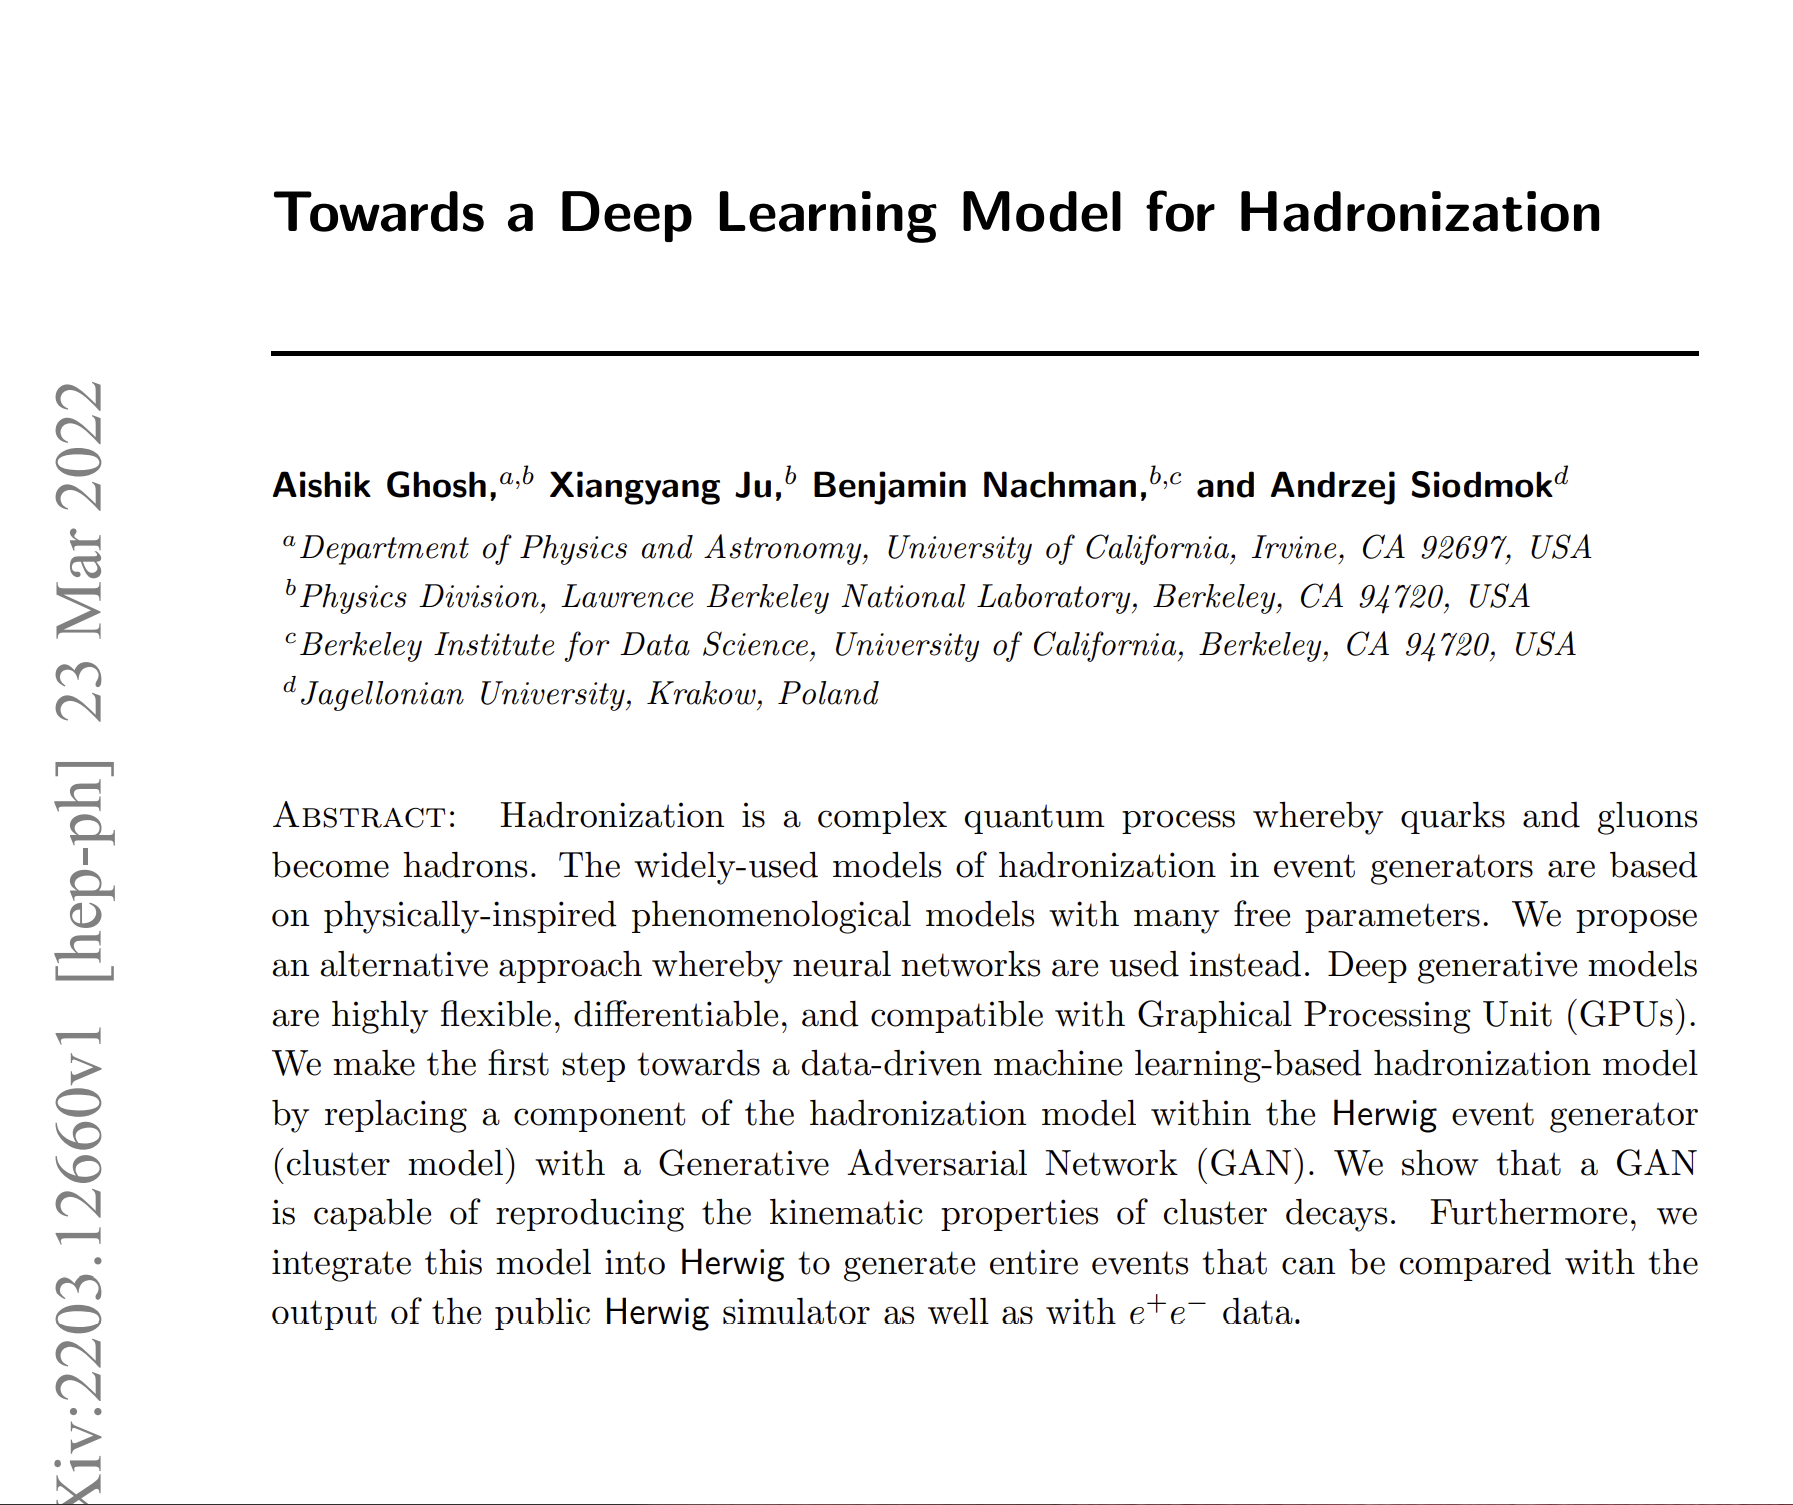 Towards a Deep Learning Model for Hadronization
Aishik Ghosh,a,b Xiangyang Ju,b Benjamin Nachman,b,c and Andrzej Siodmokd
aDepartment of Physics and Astronomy, University of California, Irvine, CA 92697, USA
bPhysics Division, Lawrence Berkeley National Laboratory, Berkeley, CA 94720, USA
cBerkeley Institute for Data Science, University of California, Berkeley, CA 94720, USA
dJagellonian University, Krakow, Poland
Abstract: Hadronization is a complex quantum process whereby quarks and gluons
become hadrons. The widely-used models of hadronization in event generators are based
on physically-inspired phenomenological models with many free parameters. We propose
an alternative approach whereby neural networks are used instead. Deep generative models
are highly flexible, differentiable, and compatible with Graphical Processing Unit (GPUs).
We make the first step towards a data-driven machine learning-based hadronization model
by replacing a component of the hadronization model within the Herwig event generator
(cluster model) with a Generative Adversarial Network (GAN). We show that a GAN
is capable of reproducing the kinematic properties of cluster decays. Furthermore, we
integrate this model into Herwig to generate entire events that can be compared with the
output of the public Herwig simulator as well as with e+e− data.
Xiv:2203.12660v1 [hep-ph] 23 Mar 2022